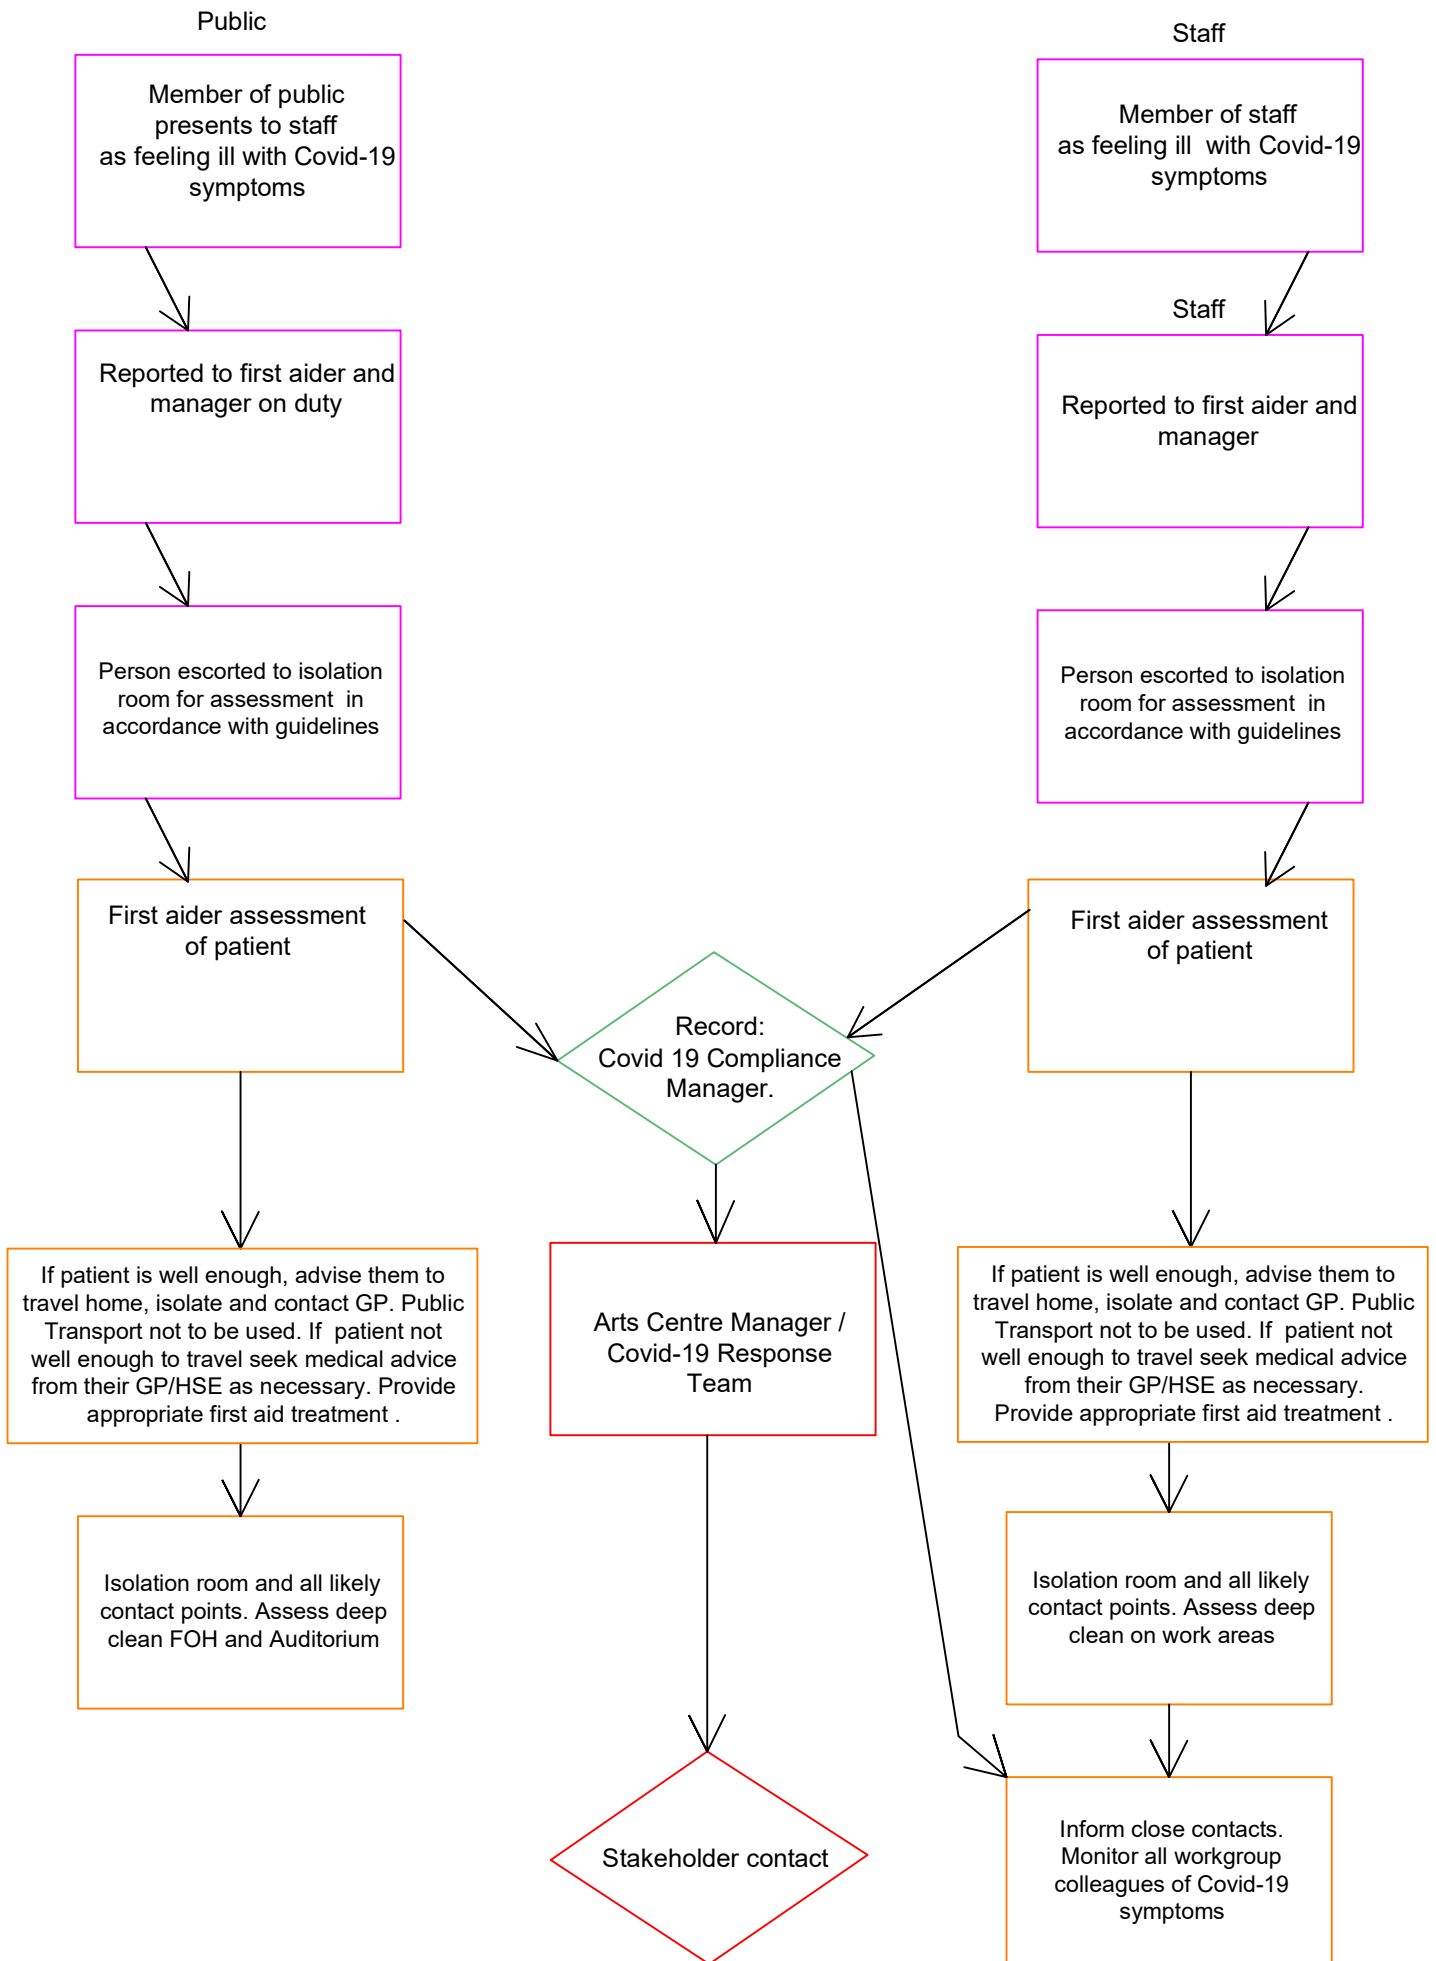 Public
Member of public
presents to staff
as feeling ill with Covid-19
symptoms
Reported to first aider and
manager on duty
Person escorted to isolation
room for assessment in
accordance with guidelines
First aider assessment
of patient
If patient is well enough, advise them to
travel home, isolate and contact GP. Public
Transport not to be used. If patient not
well enough to travel seek medical advice
from their GP/HSE as necessary. Provide
appropriate first aid treatment .
Isolation room and all likely
contact points. Assess deep
clean FOH and Auditorium
Record:
Covid 19 Compliance
Manager.
Arts Centre Manager /
Covid-19 Response
Team
Stakeholder contact
Staff
Member of staff
as feeling ill with Covid-19
symptoms
Staff
Reported to first aider and
manager
Person escorted to isolation
room for assessment in
accordance with guidelines
First aider assessment
of patient
If patient is well enough, advise them to
travel home, isolate and contact GP. Public
Transport not to be used. If patient not
well enough to travel seek medical advice
from their GP/HSE as necessary.
Provide appropriate first aid treatment .
Isolation room and all likely
contact points. Assess deep
clean on work areas
Inform close contacts.
Monitor all workgroup
colleagues of Covid-19
symptoms